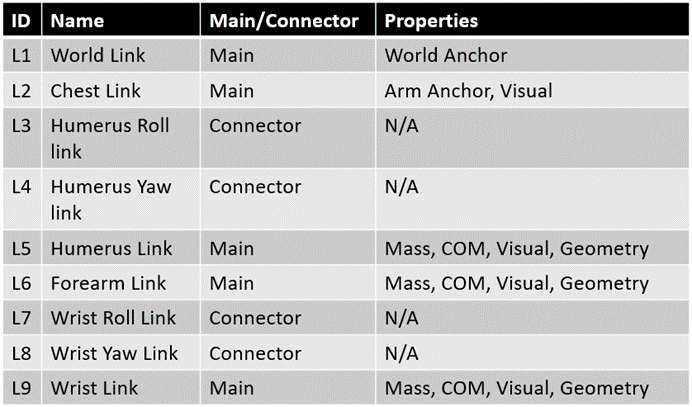 ID Name Main/Connector Properties
L1 World Link Main World Anchor
L2 Chest Link Main Arm Anchor, Visual
L3 Humerus Roll Connector N/A
link
L4 Humerus Yaw Connector N/A
link
L5 Humerus Link Main Mass, COM, Visual, Geometry
L6 Forearm Link Main Mass, COM, Visual, Geometry
L7 Wrist Roll Link Connector N/A
L8 Wrist Yaw Link Connector N/A
L9 Wrist Link Main Mass, COM, Visual, Geometry